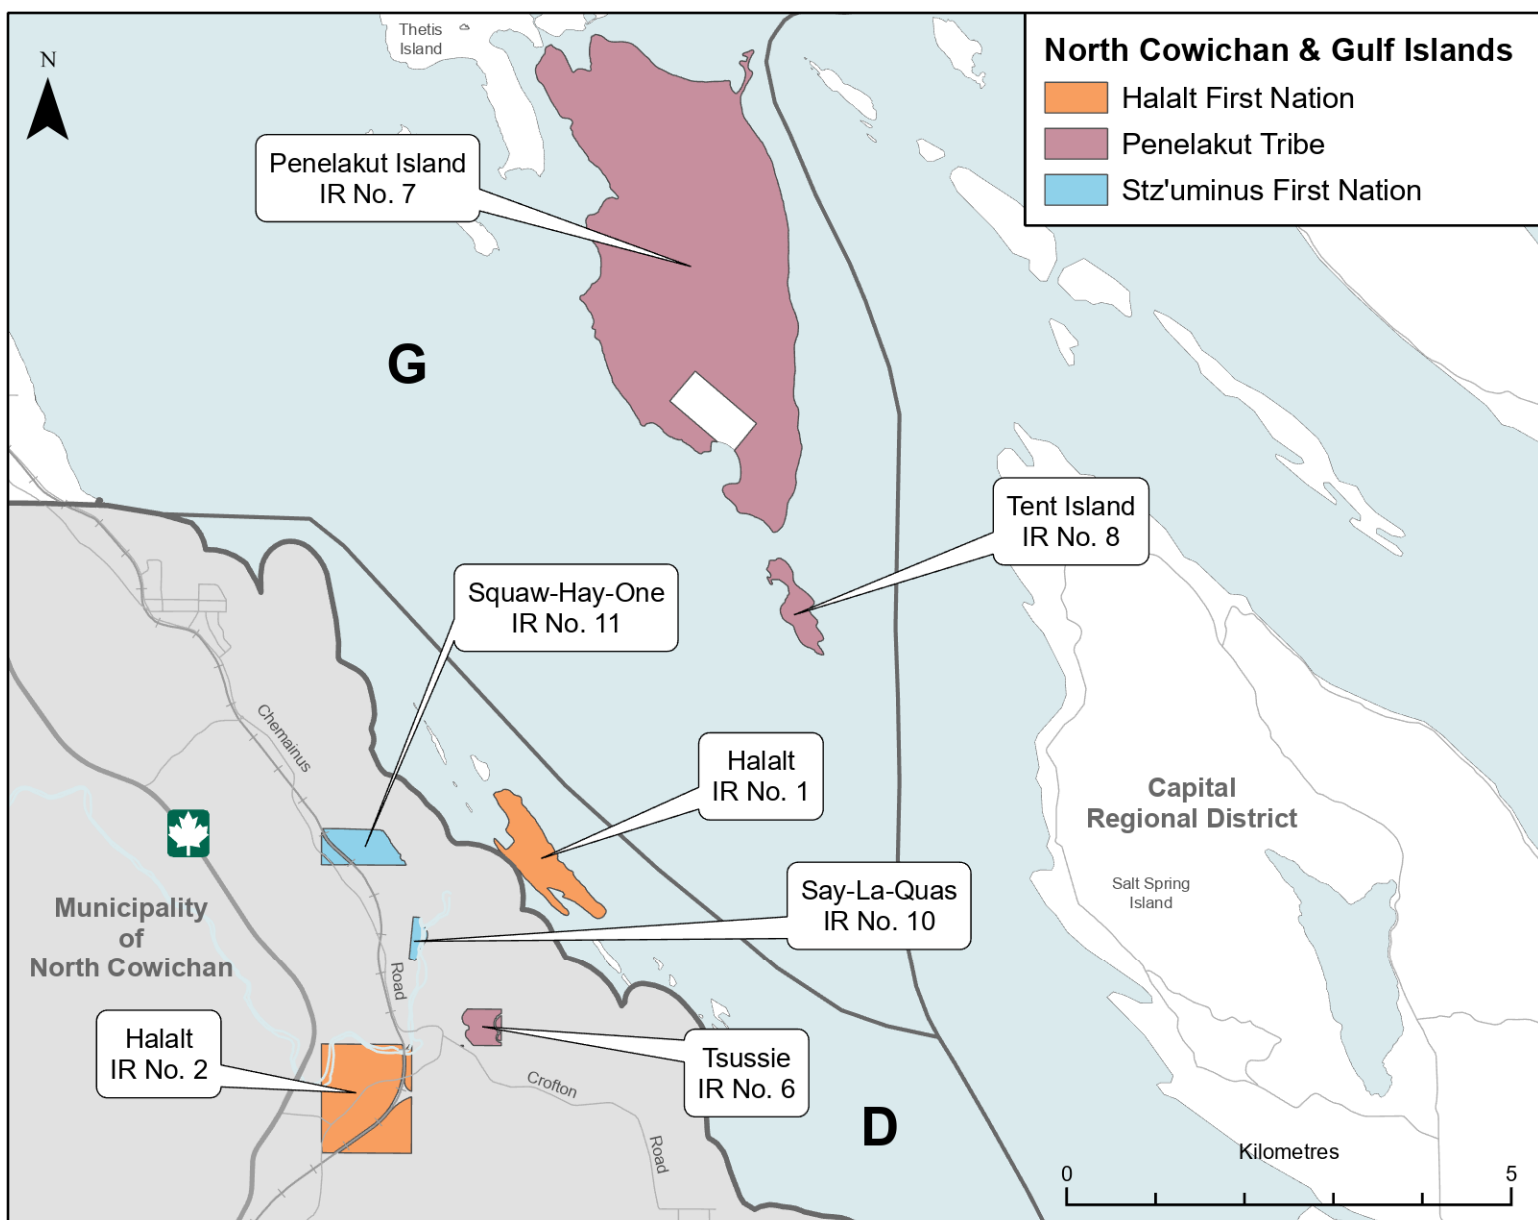 Thetis
Island
N
North Cowichan & Gulf Islands
Halalt First Nation
Penelakut Tribe
Stz'uminus First Nation
Penelakut Island
IR No. 7
G
Tent Island
IR No. 8
Squaw-Hay-One
IR No. 11
Chemainus
Halalt
IR No. 1
Capital
Regional District
Say-La-Quas
IR No. 10
Salt Spring
Island
Municipality
of
North Cowichan
Road
Halalt
IR No. 2
Tsussie
IR No. 6
Crofton
Road
D
Kilometres
0
5